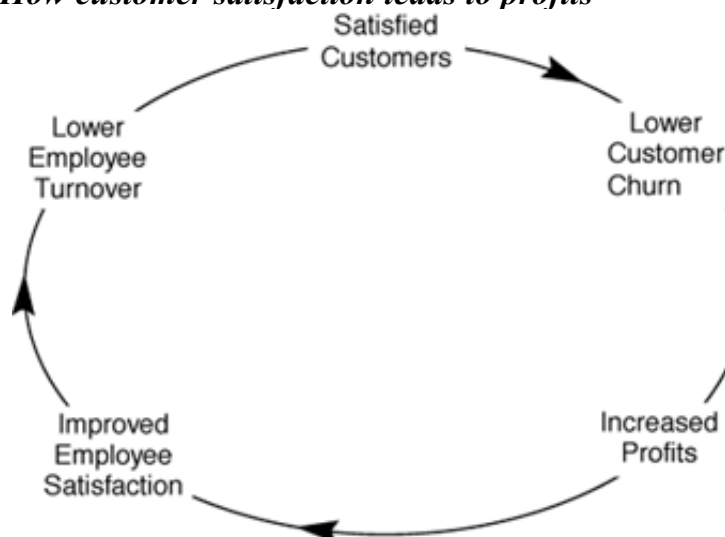 How customer satisfaction leads to profits
Satisfied
Customers
Lower
Customer
Churn
Increased
Profits
Improved
Employee
Satisfaction
Lower
Employee
Turnover